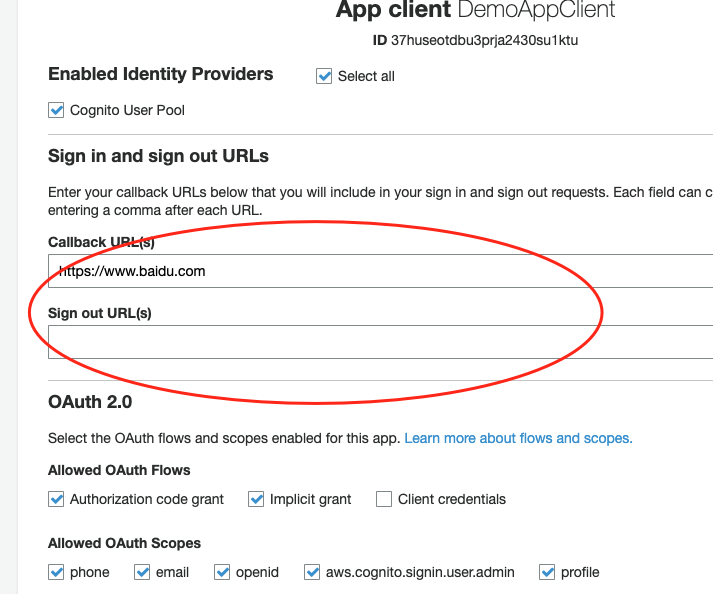 App client DemoAppClient
ID 37huseotdbu3prja2430su1ktu
Enabled Identity Providers
Select all
Cognito User Pool
Sign in and sign out URLs
Enter your callback URLs below that you will include in your sign in and sign out requests. Each field can c
entering a comma after each URL.
Callback URL(s)
https://www.baidu.com
Sign out URL(s)
OAuth 2.0
Select the OAuth flows and scopes enabled for this app. Learn more about flows and scopes.
Allowed OAuth Flows
Authorization code grant Implicit grant Client credentials
Allowed OAuth Scopes
phone email openid aws.cognito.signin.user.admin profile